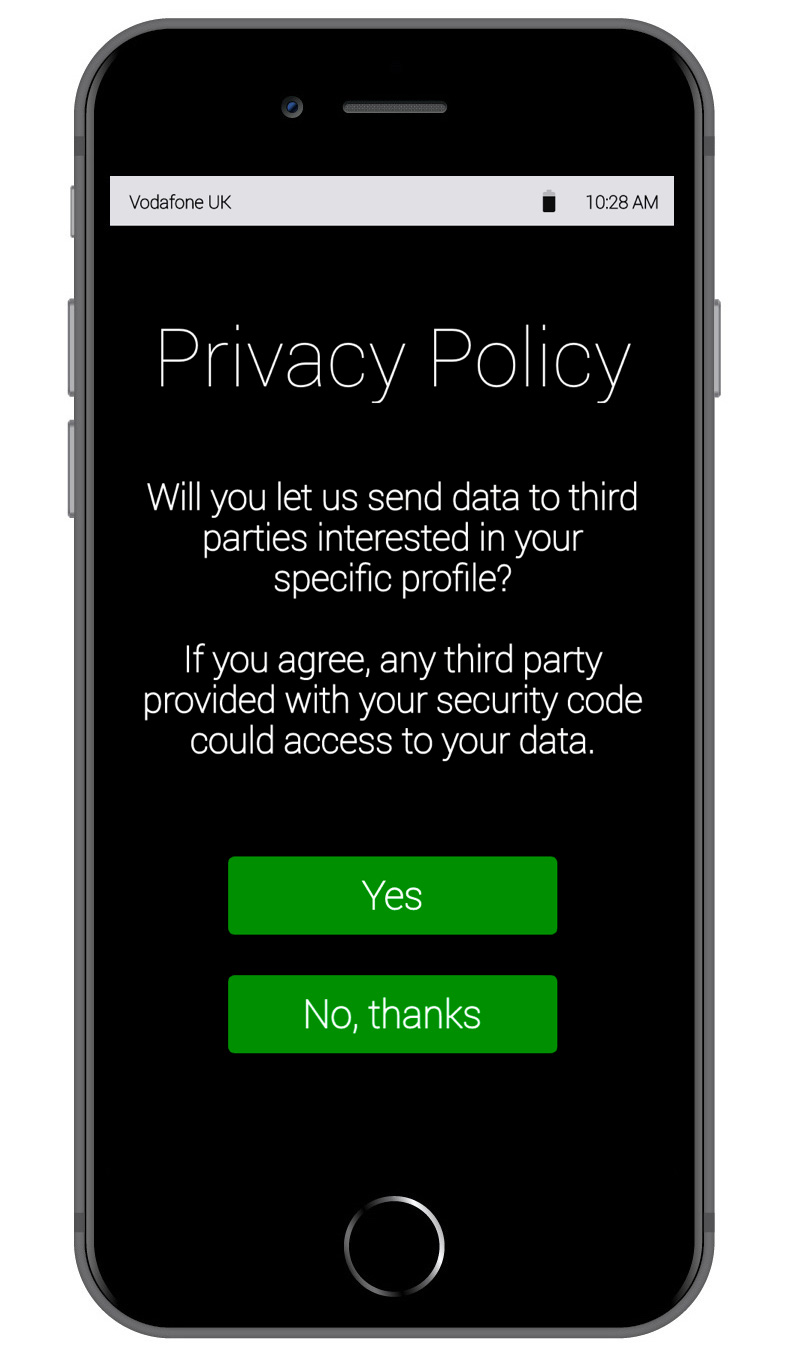 Vodafone UK 10:28 AM
Privacy Policy
Will you let us send data to third
parties interested in your
specific profile?
If you agree, any third party
provided with your security code
could access to your data.
Yes
No, thanks